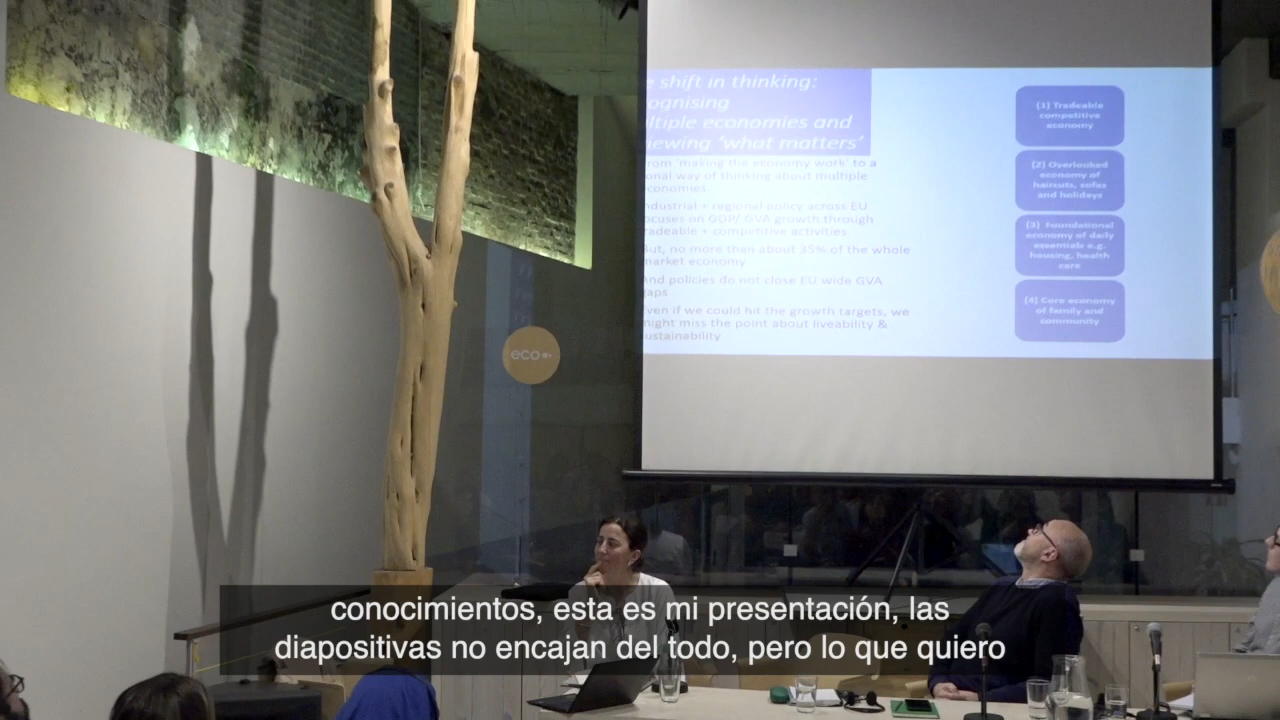 e shift in thinking:
ognising
ltiple economies and
iewing 'what matters'
rom 'making the economy work' to a
onal way of thinking about multiple
conomies.
ndustrial + regional policy across EU
ocuses on GDP/ GVA growth through
radeable + competitive activities
But, no more than about 35% of the whole
market economy
And policies do not close EU wide GVA
gaps
Even if we could hit the growth targets, we
might miss the point about liveability &
sustainability
(1) Tradeable
competitive
economy
(2) Overlooked
economy of
haircuts, sofas
and holidays
(3) Foundational
economy of daily
essentials e.g.
housing, health
care
(4) Core economy
of family and
community
eco
conocimientos, esta es mi presentación, las
diapositivas no encajan del todo, pero lo que quiero